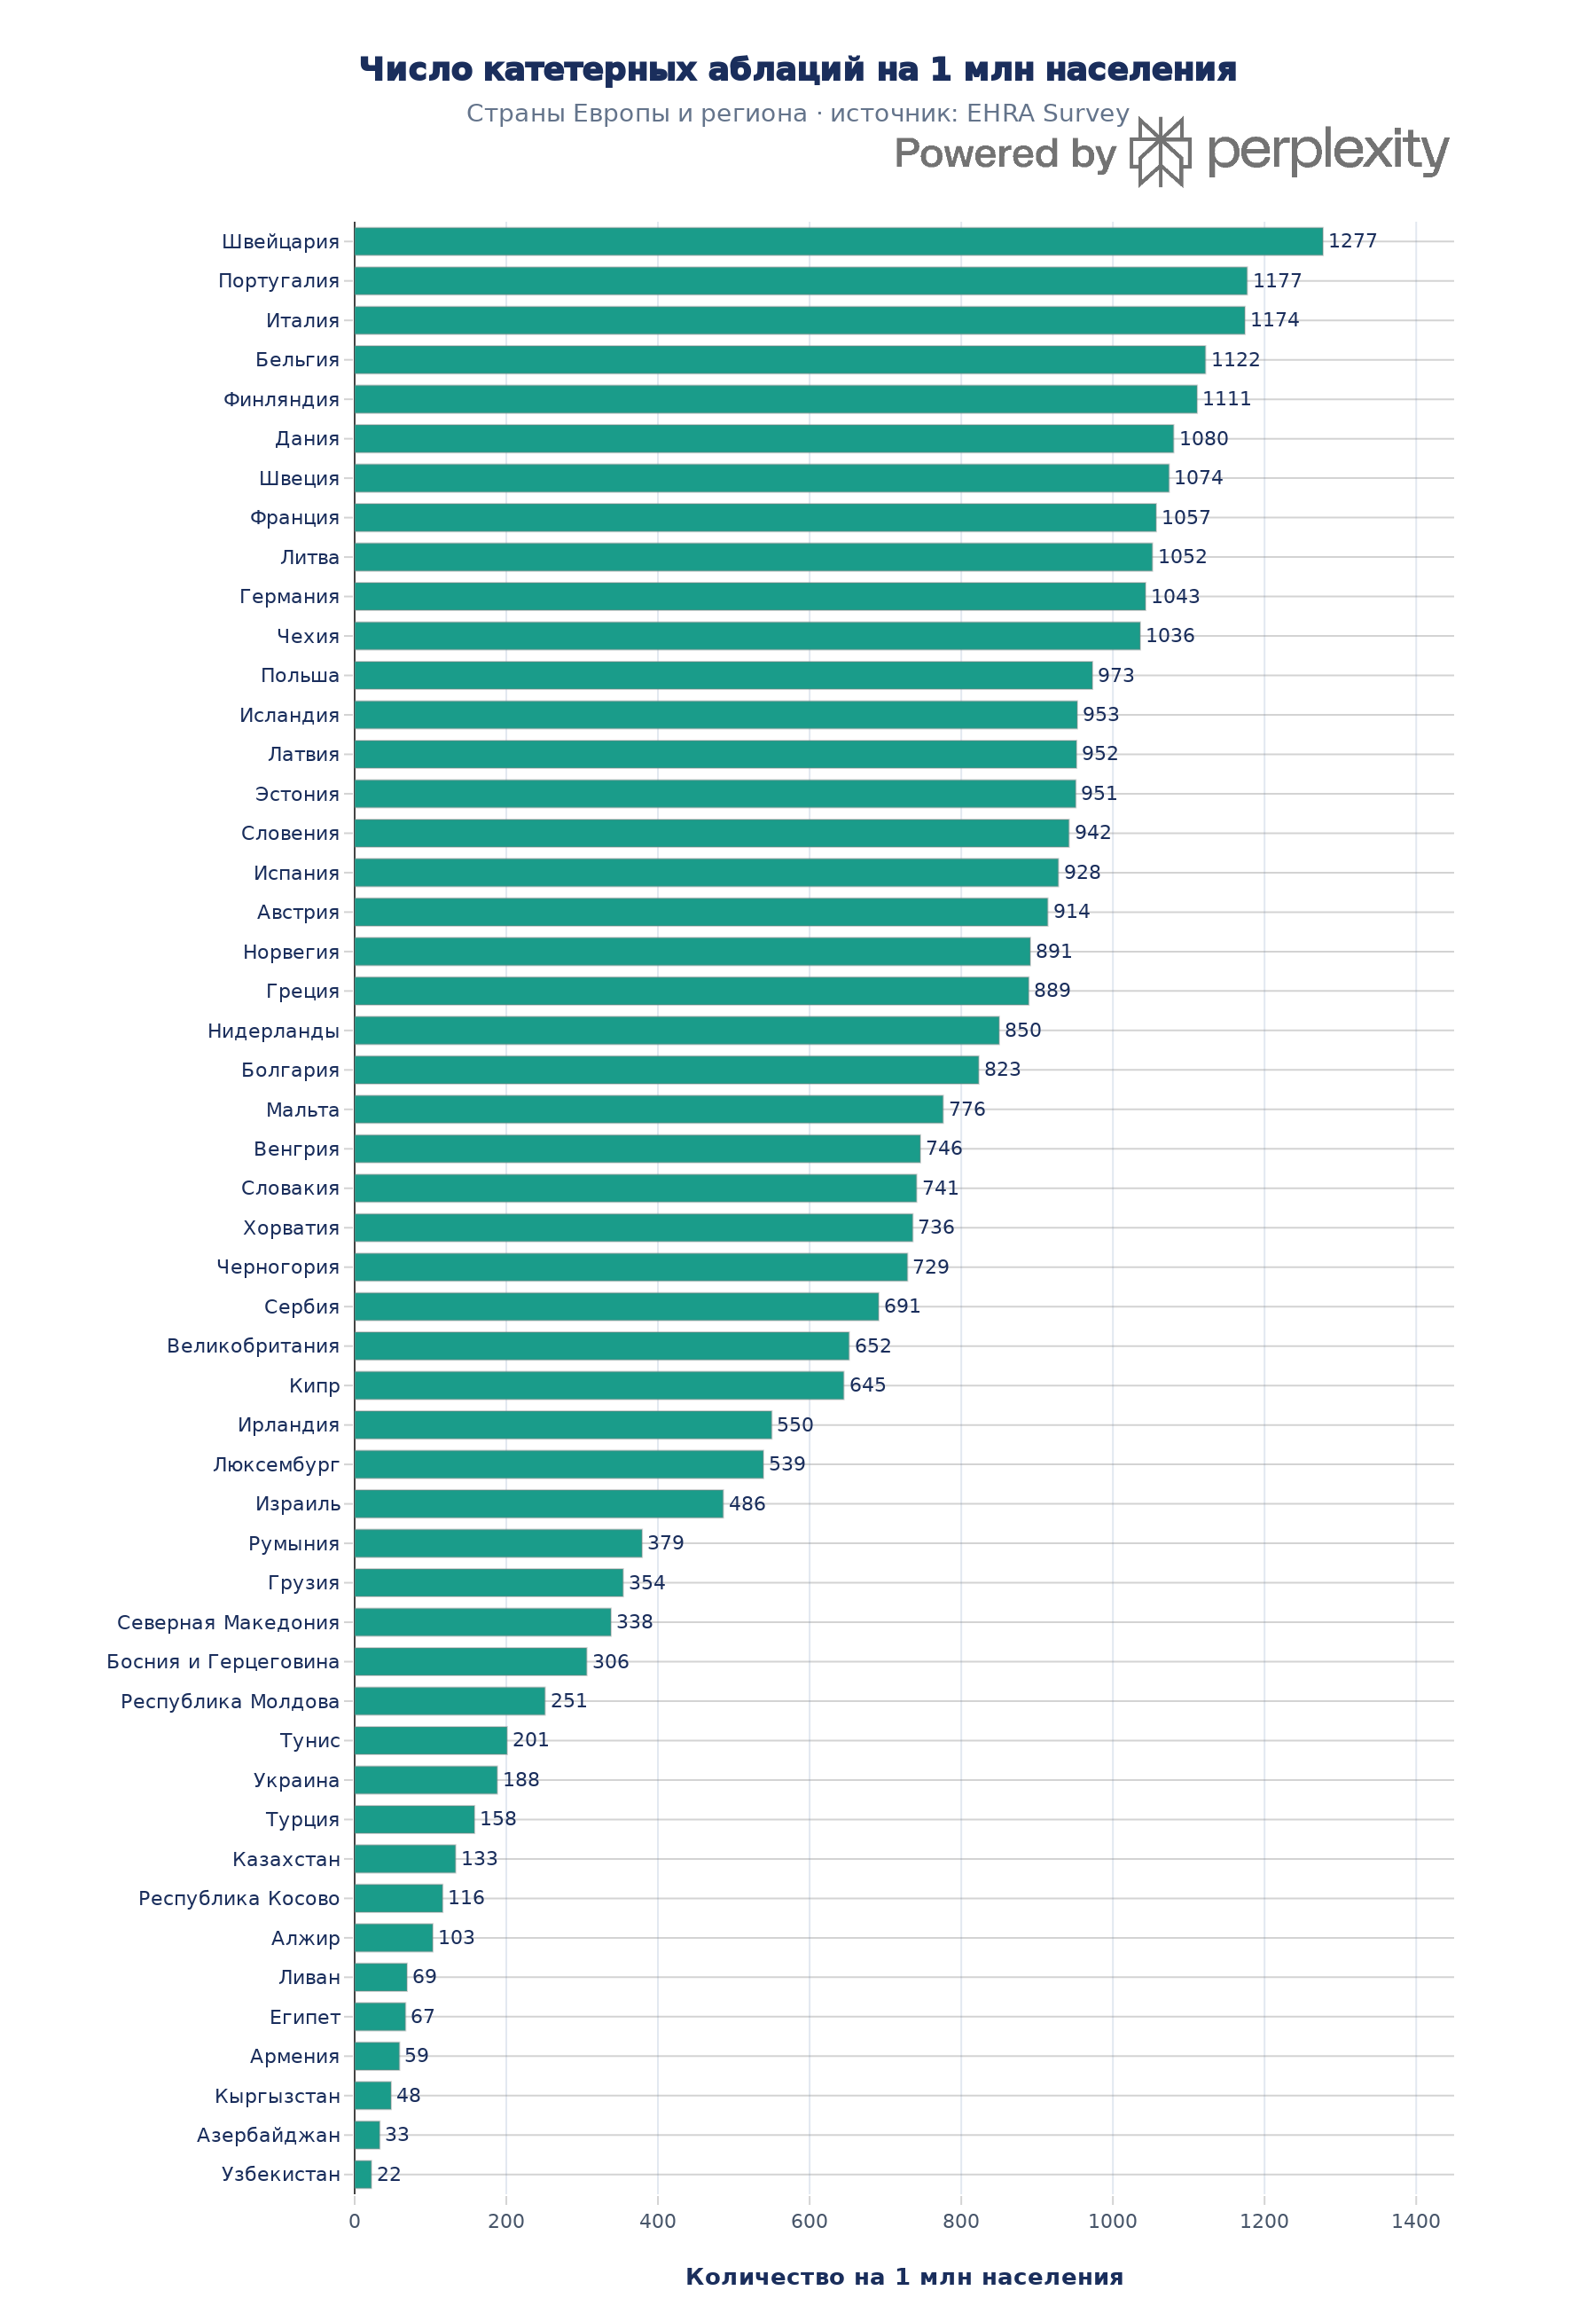 Число катетерных аблаций на 1 млн населения
Страны Европы и региона · источник: EHRA Survey
Powered by perplexity
Швейцария 1277
Португалия 1177
Италия 1174
Бельгия 1122
Финляндия 1111
Дания 1080
Швеция 1074
Франция 1057
Литва 1052
Германия 1043
Чехия 1036
Польша 973
Исландия 953
Латвия 952
Эстония 951
Словения 942
Испания 928
Австрия 914
Норвегия 891
Греция 889
Нидерланды 850
Болгария 823
Мальта 776
Венгрия 746
Словакия 741
Хорватия 736
Черногория 729
Сербия 691
Великобритания 652
Кипр 645
Ирландия 550
Люксембург 539
Израиль 486
Румыния 379
Грузия 354
Северная Македония 338
Босния и Герцеговина 306
Республика Молдова 251
Тунис 201
Украина 188
Турция 158
Казахстан 133
Республика Косово 116
Алжир 103
Ливан 69
Египет 67
Армения 59
Кыргызстан 48
Азербайджан 33
Узбекистан 22
0 200 400 600 800 1000 1200 1400
Количество на 1 млн населения